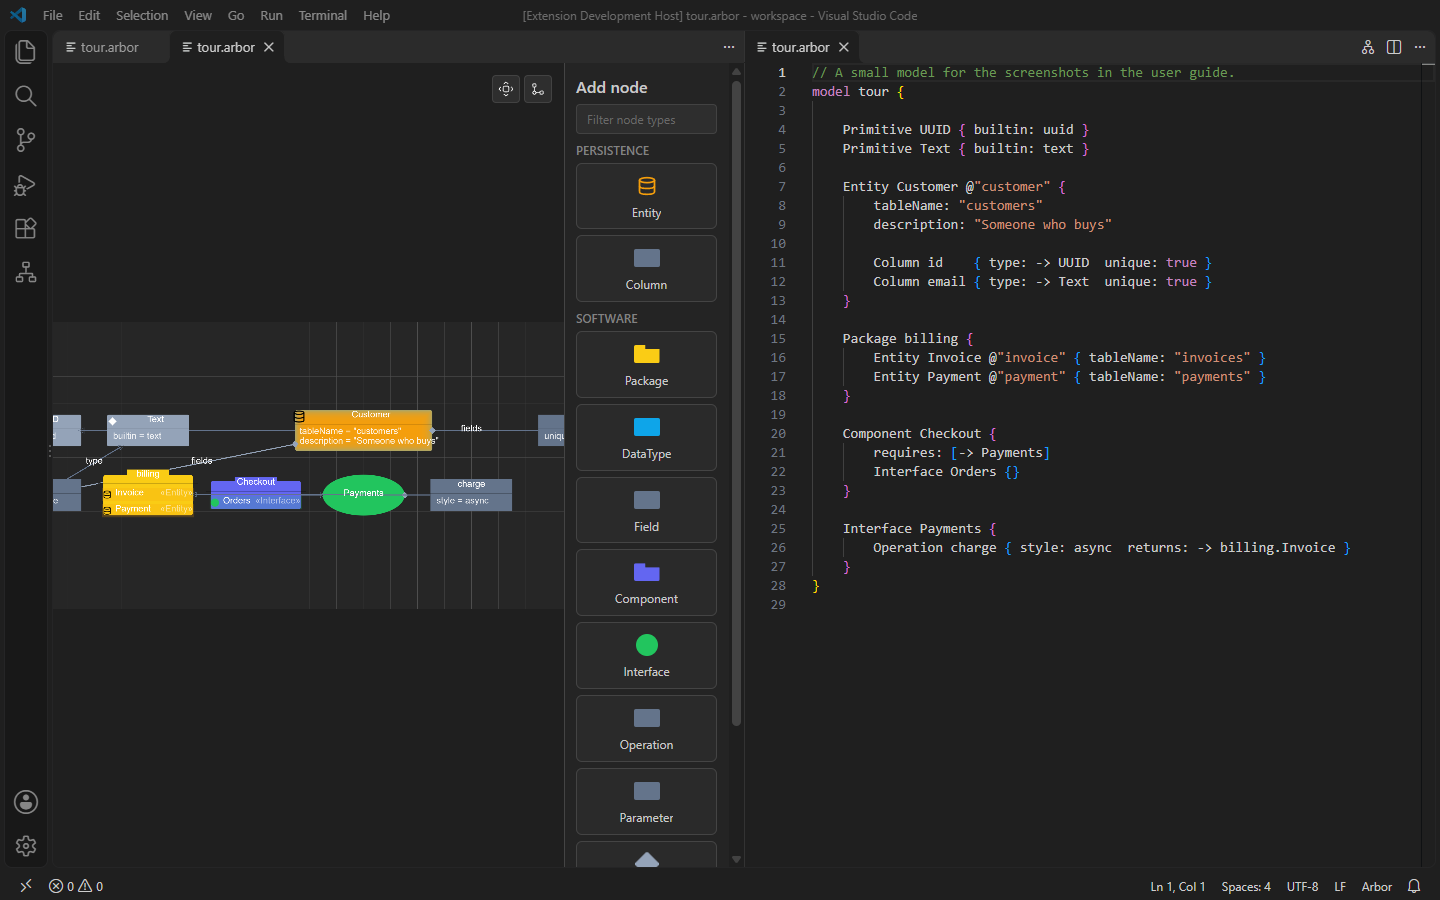 File Edit Selection View Go Run Terminal Help
[Extension Development Host] tour.arbor - workspace - Visual Studio Code
tour.arbor
tour.arbor
Add node
Filter node types
PERSISTENCE
Entity
Column
SOFTWARE
Package
DataType
Field
Component
Interface
Operation
Parameter
Text
builtin = text
Customer
tableName = "customers"
description = "Someone who buys"
fields
type
fields
billing
Invoice «Entity»
Payment «Entity»
Checkout
Orders «Interface»
Payments
charge
style = async
tour.arbor
1 // A small model for the screenshots in the user guide.
2 model tour {
3
4 Primitive UUID { builtin: uuid }
5 Primitive Text { builtin: text }
6
7 Entity Customer @"customer" {
8 tableName: "customers"
9 description: "Someone who buys"
10
11 Column id { type: -> UUID unique: true }
12 Column email { type: -> Text unique: true }
13 }
14
15 Package billing {
16 Entity Invoice @"invoice" { tableName: "invoices" }
17 Entity Payment @"payment" { tableName: "payments" }
18 }
19
20 Component Checkout {
21 requires: [-> Payments]
22 Interface Orders {}
23 }
24
25 Interface Payments {
26 Operation charge { style: async returns: -> billing.Invoice }
27 }
28 }
29
0 0
Ln 1, Col 1 Spaces: 4 UTF-8 LF Arbor